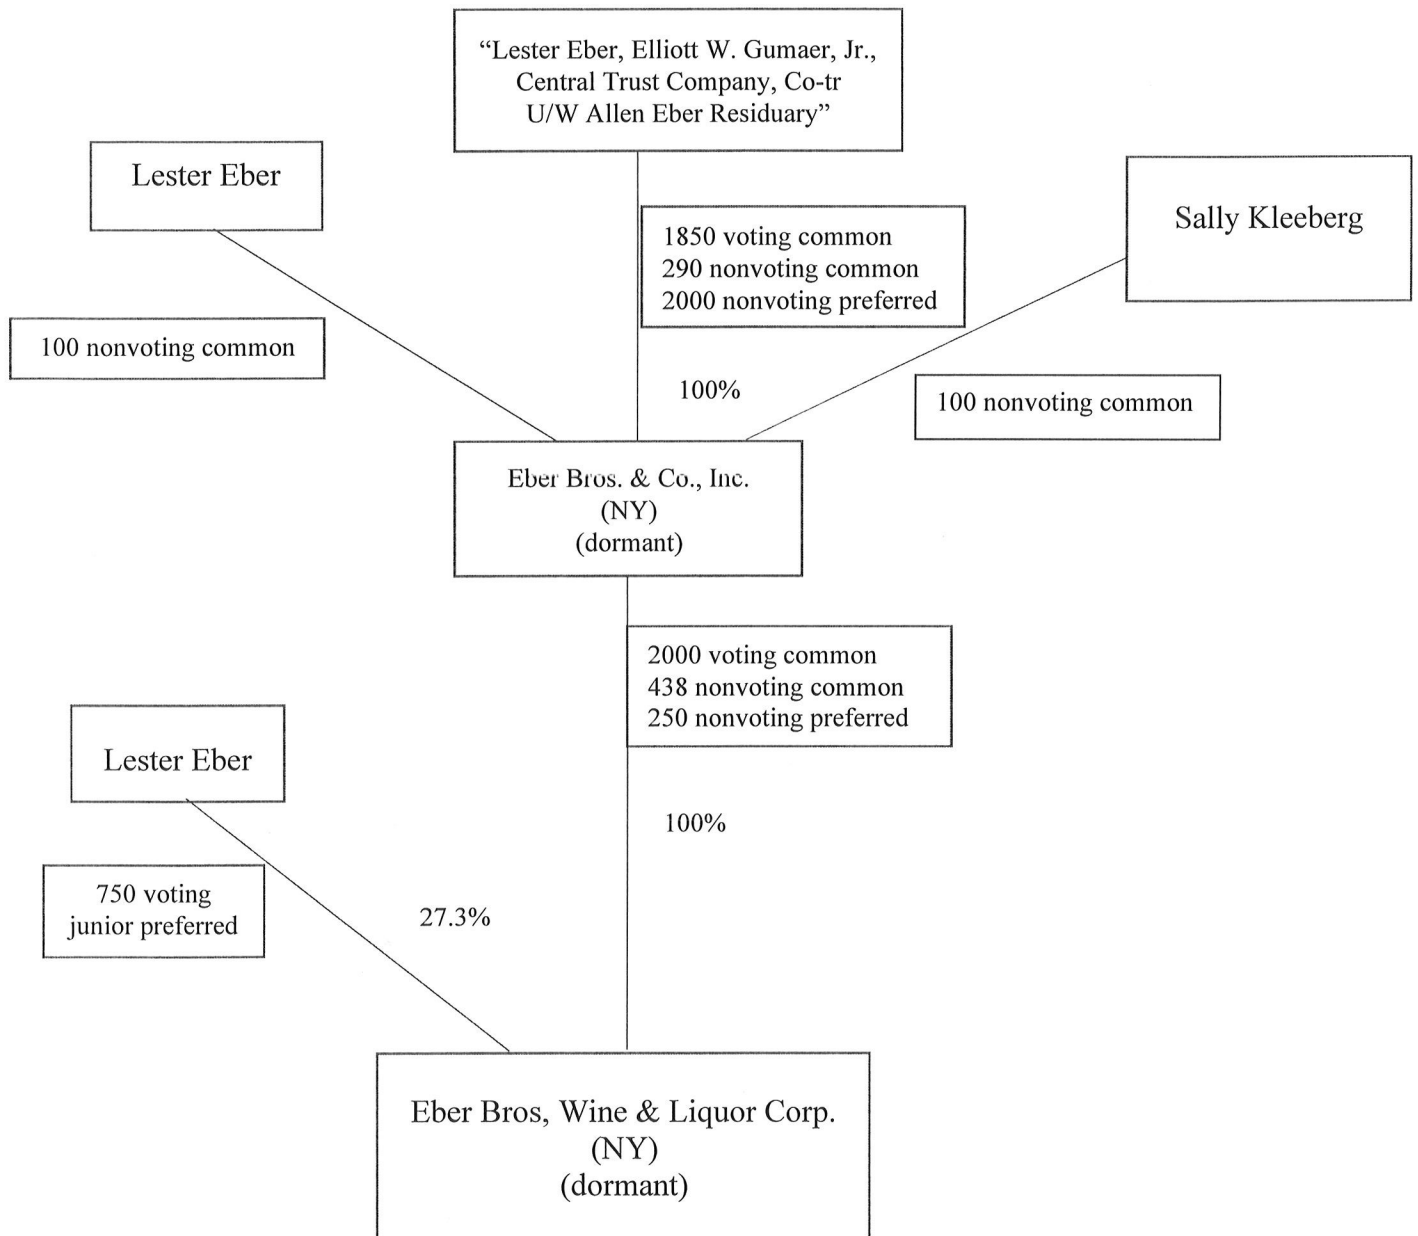 “Lester Eber, Elliott W. Gumaer, Jr.,
Central Trust Company, Co-tr
U/W Allen Eber Residuary”
Lester Eber
Sally Kleeberg
1850 voting common
290 nonvoting common
2000 nonvoting preferred
100 nonvoting common
100%
100 nonvoting common
Eber Bros. & Co., Inc.
(NY)
(dormant)
2000 voting common
438 nonvoting common
250 nonvoting preferred
Lester Eber
100%
750 voting
junior preferred
27.3%
Eber Bros, Wine & Liquor Corp.
(NY)
(dormant)